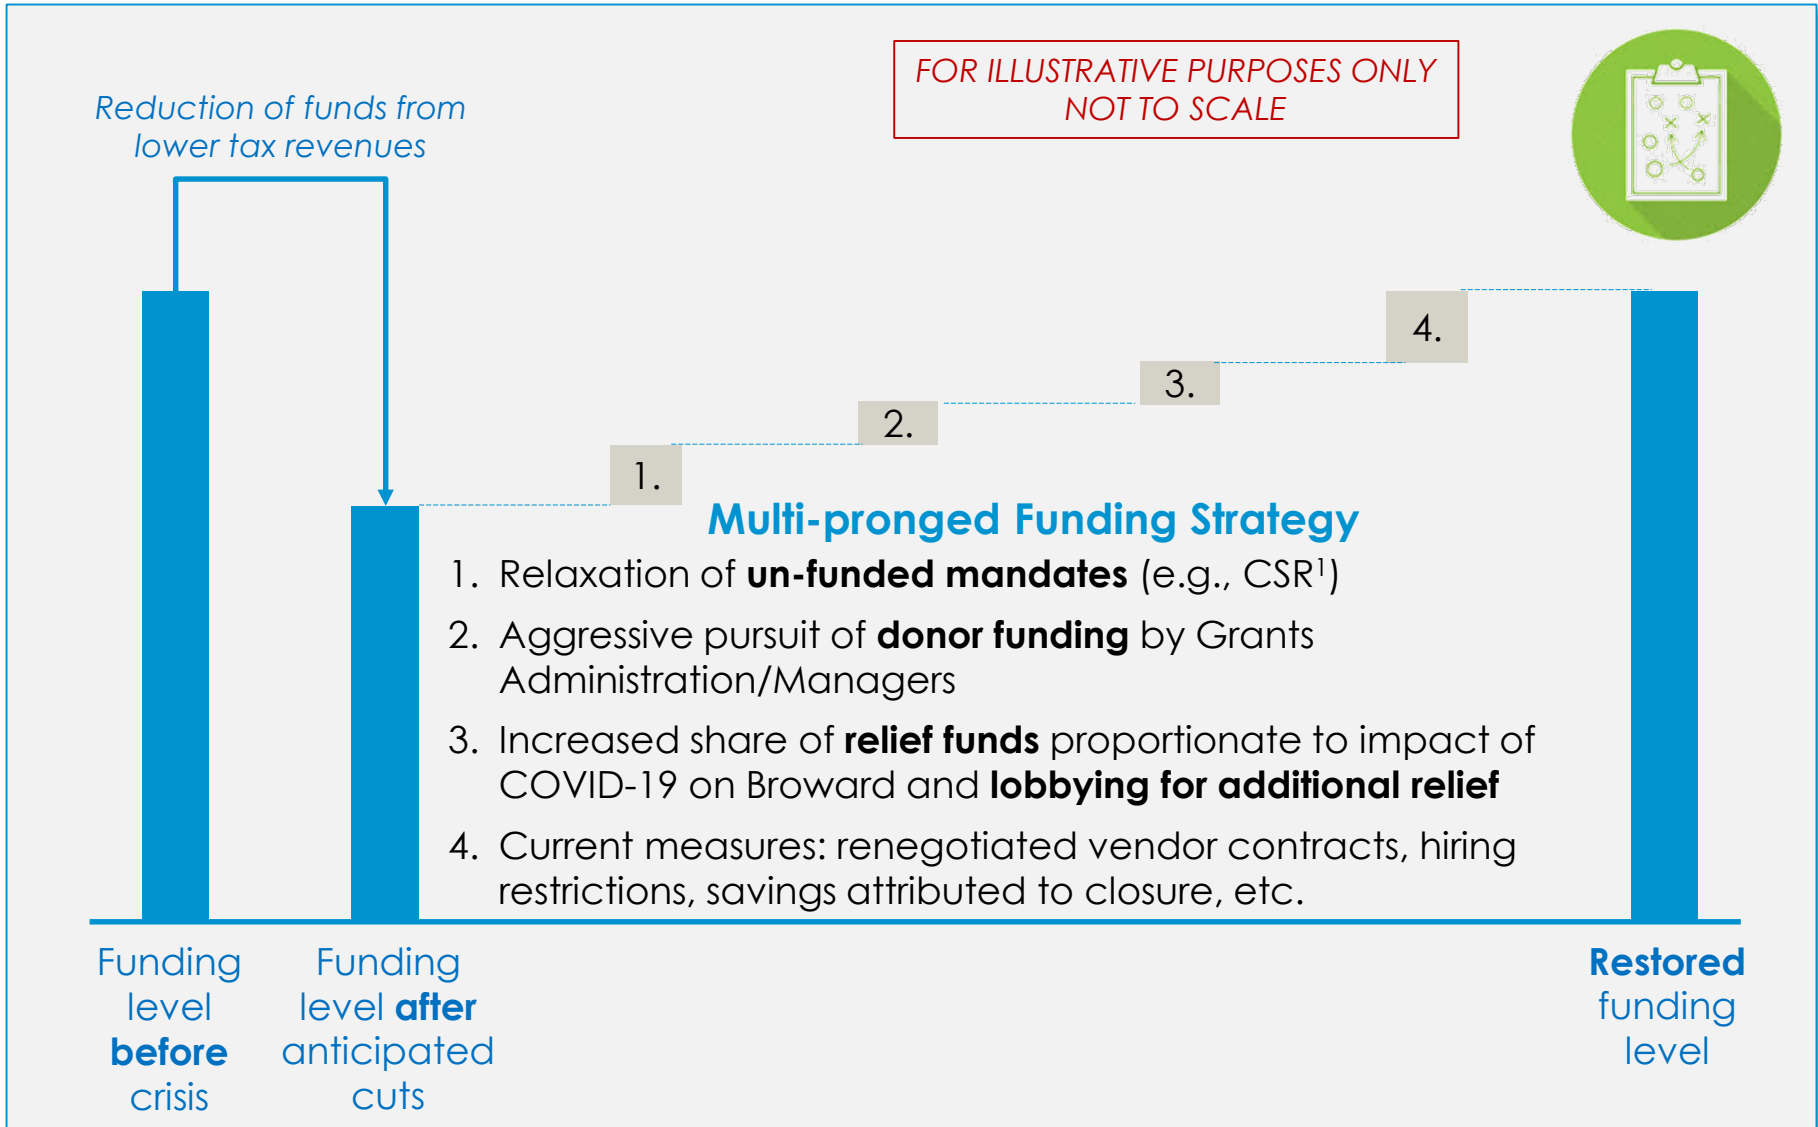 FOR ILLUSTRATIVE PURPOSES ONLY
NOT TO SCALE
Reduction of funds from
lower tax revenues
4.
3.
2.
1.
Multi-pronged Funding Strategy
1. Relaxation of un-funded mandates (e.g., CSR¹)
2. Aggressive pursuit of donor funding by Grants
Administration/Managers
3. Increased share of relief funds proportionate to impact of
COVID-19 on Broward and lobbying for additional relief
4. Current measures: renegotiated vendor contracts, hiring
restrictions, savings attributed to closure, etc.
Funding
level
before
crisis
Funding
level after
anticipated
cuts
Restored
funding
level